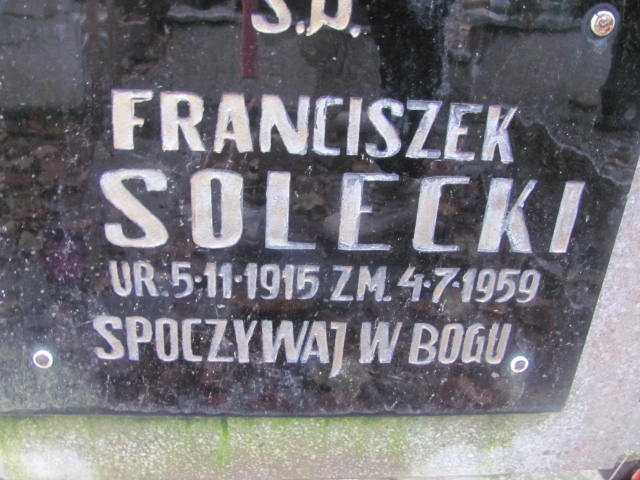 Ś.P.
FRANCISZEK
SOLECKI
UR. 5·11·1915 ZM. 4·7·1959
SPOCZYWAJ W BOGU